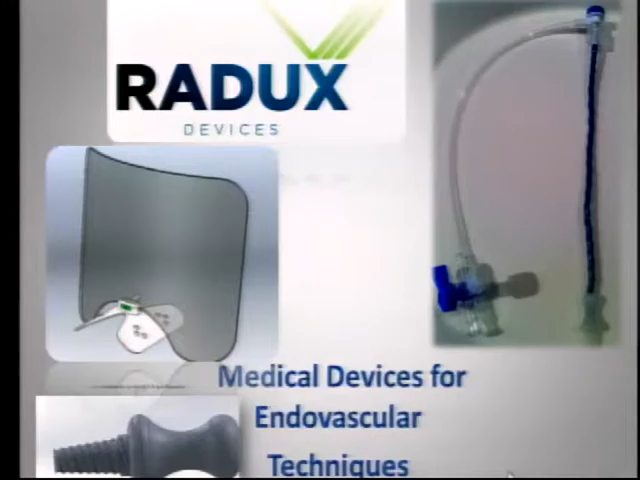 RADUX
DEVICES
Medical Devices for
Endovascular
Techniques